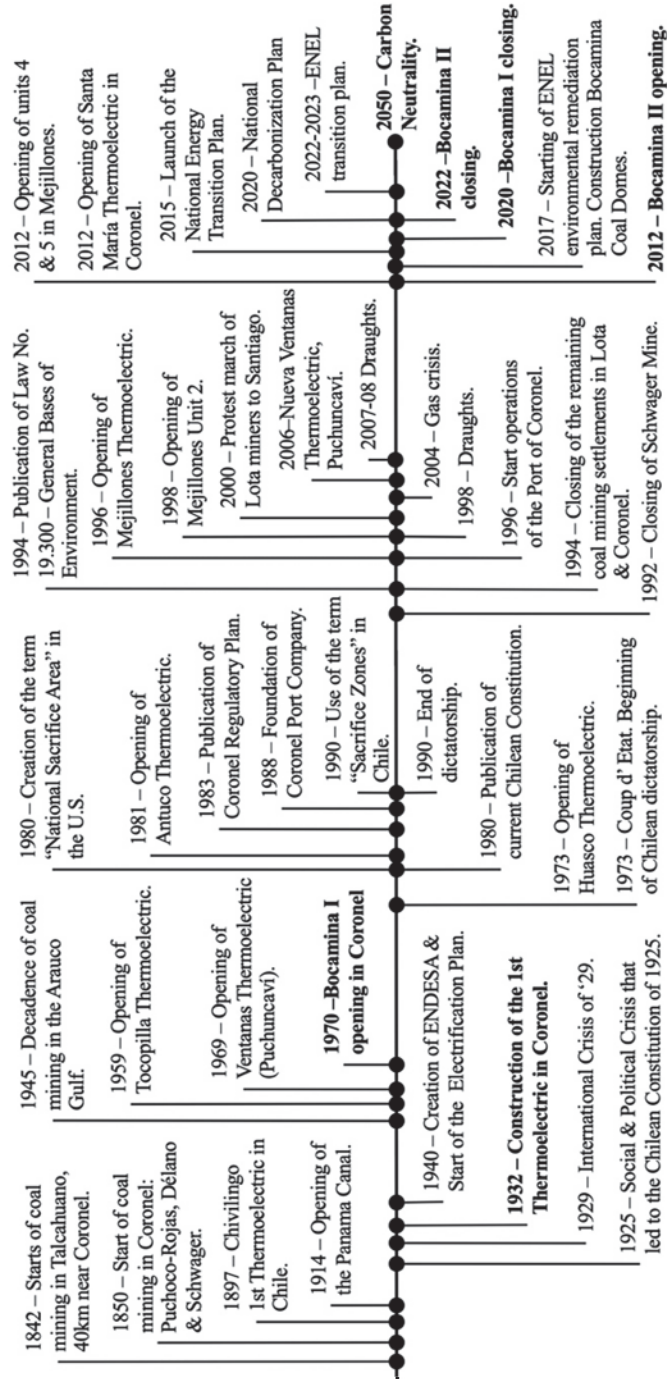 1842 – Starts of coal
mining in Talcahuano,
40km near Coronel.
1850 – Start of coal
mining in Coronel:
Puchoco-Rojas, Délano
& Schwager.
1897 – Chivilingo
1st Thermoelectric in
Chile.
1914 – Opening of
the Panama Canal.
1925 – Social & Political Crisis that
led to the Chilean Constitution of 1925.
1929 – International Crisis of ‘29.
1932 – Construction of the 1st
Thermoelectric in Coronel.
1940 – Creation of ENDESA &
Start of the Electrification Plan.
1945 – Decadence of coal
mining in the Arauco
Gulf.
1959 – Opening of
Tocopilla Thermoelectric.
1969 – Opening of
Ventanas Thermoelectric
(Puchuncaví).
1970 –Bocamina I
opening in Coronel
1973 – Opening of
Huasco Thermoelectric.
1973 – Coup d’ Etat. Beginning
of Chilean dictatorship.
1980 – Creation of the term
“National Sacrifice Area” in
the U.S.
1980 – Publication of
current Chilean Constitution.
1981 – Opening of
Antuco Thermoelectric.
1983 – Publication of
Coronel Regulatory Plan.
1988 – Foundation of
Coronel Port Company.
1990 – Use of the term
“Sacrifice Zones” in
Chile.
1990 – End of
dictatorship.
1992 – Closing of Schwager Mine.
1994 – Publication of Law No.
19.300 – General Bases of
Environment.
1994 – Closing of the remaining
coal mining settlements in Lota
& Coronel.
1996 – Opening of
Mejillones Thermoelectric.
1996 – Start operations
of the Port of Coronel.
1998 – Opening of
Mejillones Unit 2.
1998 – Draughts.
2000 – Protest march of
Lota miners to Santiago.
2004 – Gas crisis.
2006–Nueva Ventanas
Thermoelectric,
Puchuncaví.
2007-08 Draughts.
2012 – Opening of units 4
& 5 in Mejillones.
2012 – Opening of Santa
María Thermoelectric in
Coronel.
2012 – Bocamina II opening.
2017 – Starting of ENEL
environmental remediation
plan. Construction Bocamina
Coal Domes.
2015 – Launch of the
National Energy
Transition Plan.
2020 –Bocamina I closing.
2020 – National
Decarbonization Plan
2022 –Bocamina II
closing.
2022-2023 –ENEL
transition plan.
2050 – Carbon
Neutrality.